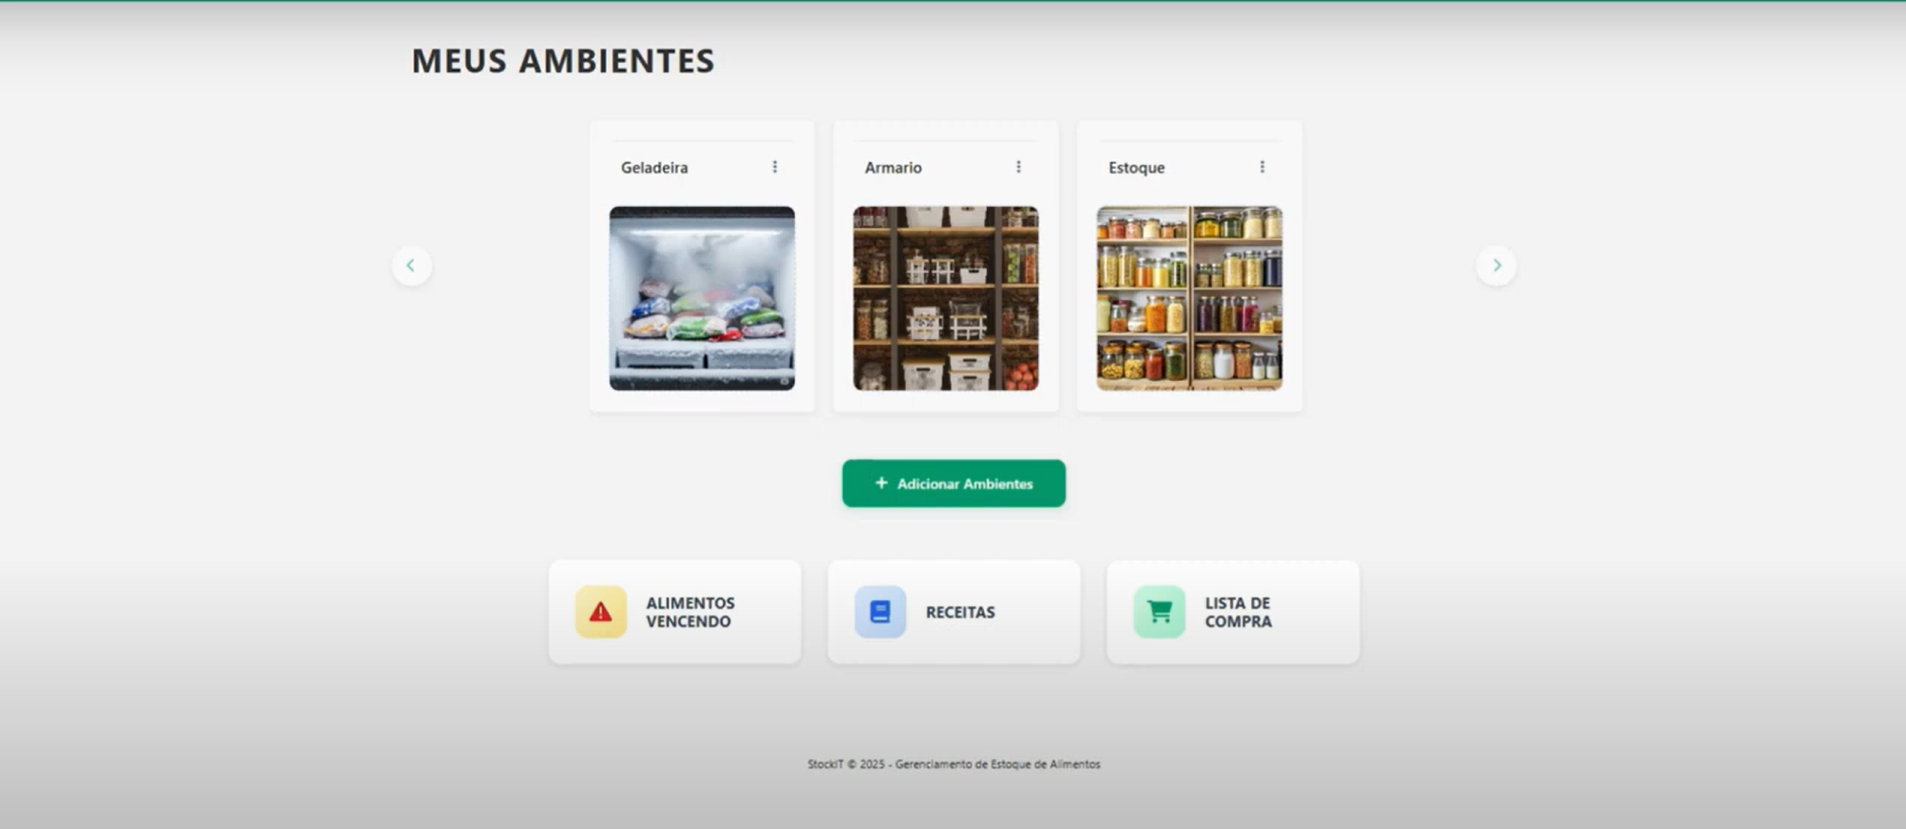 MEUS AMBIENTES
Geladeira
Armario
Estoque
+ Adicionar Ambientes
ALIMENTOS
VENCENDO
RECEITAS
LISTA DE
COMPRA
StockIT © 2025 - Gerenciamento de Estoque de Alimentos